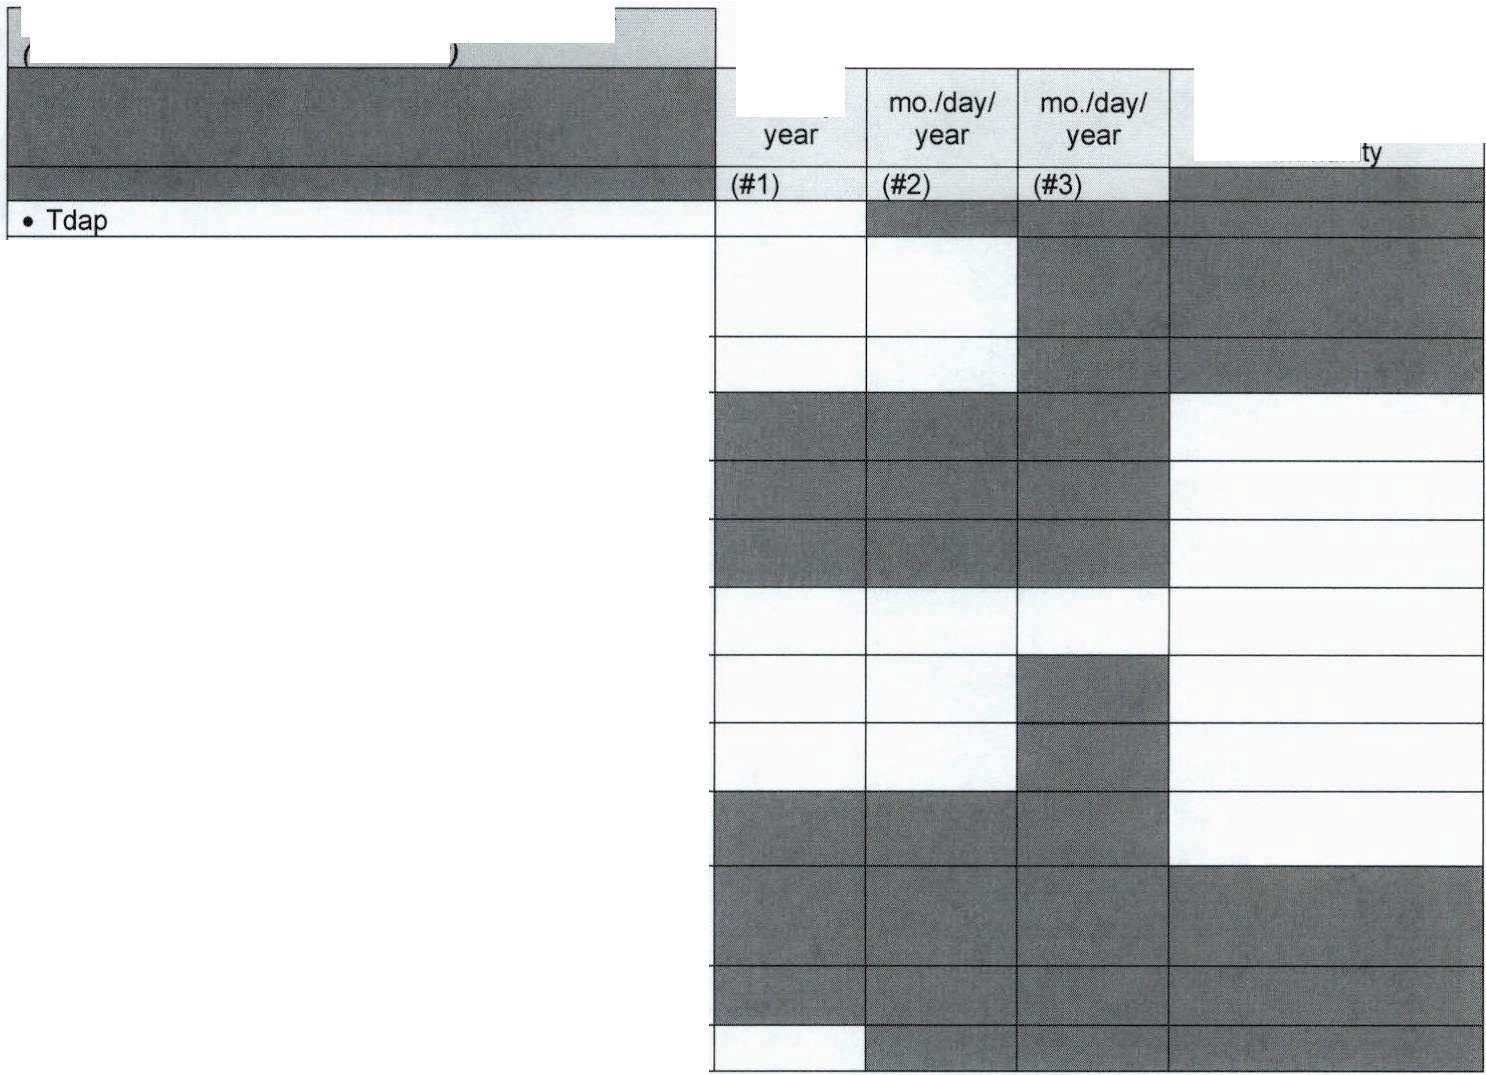 ( )
mo./day/ mo./day/
year year year
ty
(#1) (#2) (#3)
• Tdap